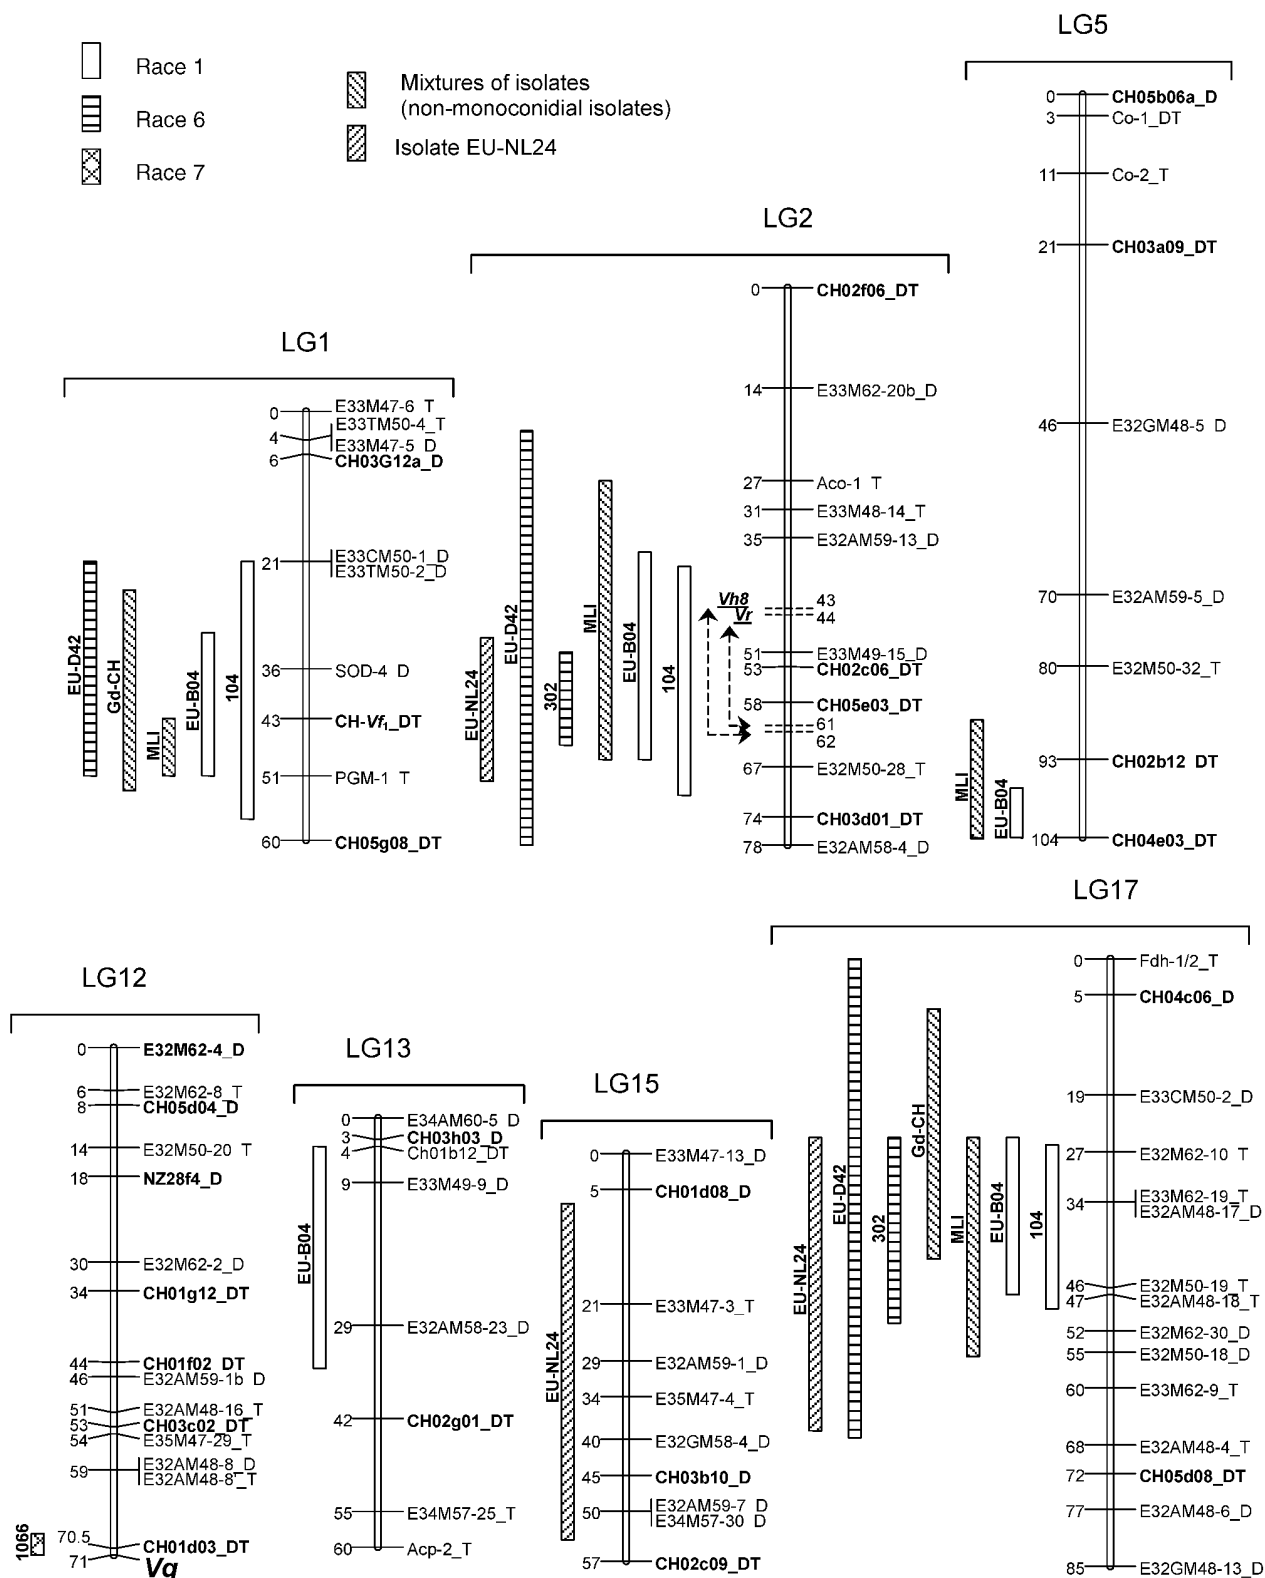 Race 1
Race 6
Race 7
Mixtures of isolates
(non-monoconidial isolates)
Isolate EU-NL24
LG1
0 E33M47-6 T
E33TM50-4_T
4
E33M47-5_D
6 CH03G12a_D
21 E33CM50-1_D
E33TM50-2_D
36 SOD-4 D
43 CH-Vf1_DT
51 PGM-1 T
60 CH05g08_DT
EU-D42
Gd-CH
MLI
EU-B04
104
LG2
0 CH02f06_DT
14 E33M62-20b_D
27 Aco-1 T
31 E33M48-14_T
35 E32AM59-13_D
Vh8 43
Vr 44
51 E33M49-15_D
53 CH02c06_DT
58 CH05e03_DT
61
62
67 E32M50-28_T
74 CH03d01_DT
78 E32AM58-4_D
EU-NL24
EU-D42
302
MLI
EU-B04
104
LG5
0 CH05b06a_D
3 Co-1_DT
11 Co-2_T
21 CH03a09_DT
46 E32GM48-5 D
70 E32AM59-5_D
80 E32M50-32_T
93 CH02b12_DT
104 CH04e03_DT
MLI
EU-B04
LG12
0 E32M62-4_D
6 E32M62-8_T
8 CH05d04_D
14 E32M50-20 T
18 NZ28f4_D
30 E32M62-2_D
34 CH01g12_DT
44 CH01f02_DT
46 E32AM59-1b D
51 E32AM48-16_T
53 CH03c02_DT
54 E35M47-29_T
59 E32AM48-8_D
E32AM48-8_T
70.5 CH01d03_DT
71 Vg
1066
LG13
0 E34AM60-5_D
3 CH03h03_D
4 Ch01b12_DT
9 E33M49-9_D
29 E32AM58-23_D
42 CH02g01_DT
55 E34M57-25_T
60 Acp-2_T
EU-B04
LG15
0 E33M47-13_D
5 CH01d08_D
21 E33M47-3_T
29 E32AM59-1_D
34 E35M47-4_T
40 E32GM58-4_D
45 CH03b10_D
50 E32AM59-7_D
E34M57-30 D
57 CH02c09_DT
EU-NL24
LG17
0 Fdh-1/2_T
5 CH04c06_D
19 E33CM50-2_D
27 E32M62-10 T
34 E33M62-19_T
E32AM48-17_D
46 E32M50-19_T
47 E32AM48-18_T
52 E32M62-30_D
55 E32M50-18_D
60 E33M62-9_T
68 E32AM48-4_T
72 CH05d08_DT
77 E32AM48-6_D
85 E32GM48-13_D
EU-NL24
EU-D42
302
Gd-CH
MLI
EU-B04
104